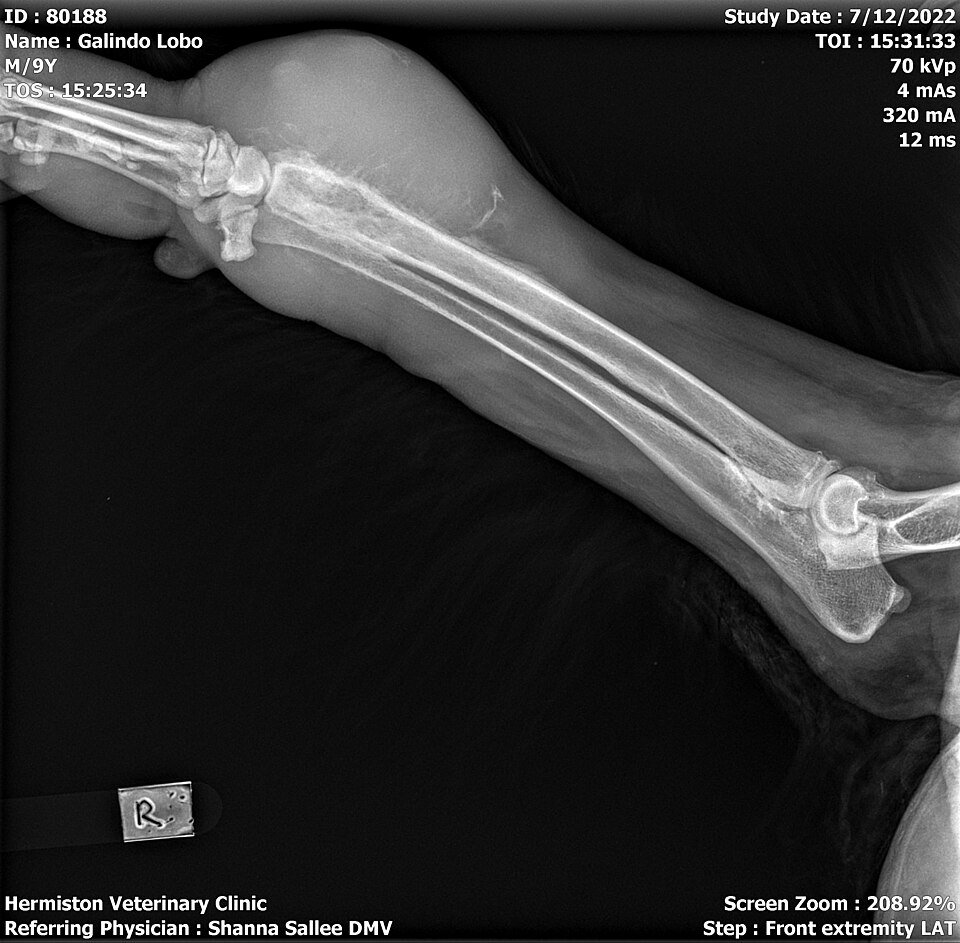 ID : 80188
Name : Galindo Lobo
M/9Y
TOS : 15:25:34
Study Date : 7/12/2022
TOI : 15:31:33
70 kVp
4 mAs
320 mA
12 ms
R
Hermiston Veterinary Clinic
Referring Physician : Shanna Sallee DMV
Screen Zoom : 208.92%
Step : Front extremity LAT